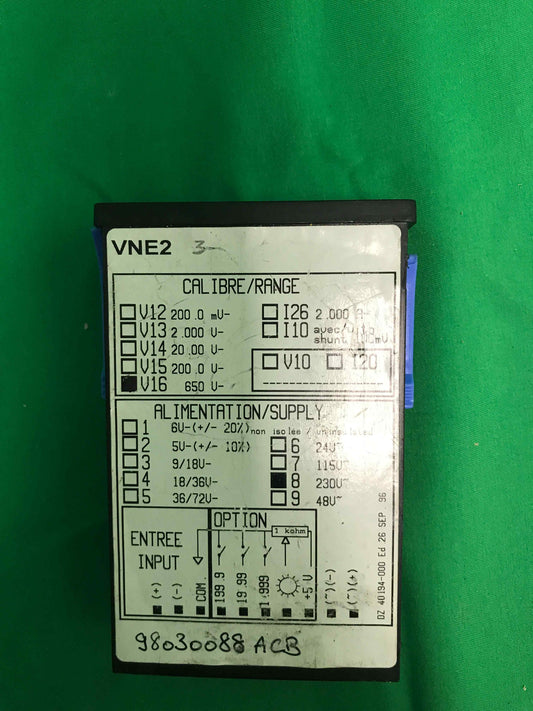 VNE2 3
CALIBRE/RANGE
V12 200.0 mV-
V13 2.000 V-
V14 20.00 V-
V15 200.0 V-
V16 650 V-
I26 2.000 A-
I10 avec/
shunt mV
V10 I20
ALIMENTATION/SUPPLY
1 6V-(+/- 20%) non isolee / uninsulated
2 5V-(+/- 10%)
3 9/18V-
4 18/36V-
5 36/72V-
6 24V~
7 115V~
8 230V~
9 48V~
ENTREE
INPUT
(+)
(-)
COM.
OPTION
1 kohm
199.9
19.99
1.999
+5 V
(~)(-)
(~)(+)
DZ 40194-000 Ed 26 SEP 96
98030088 ACB